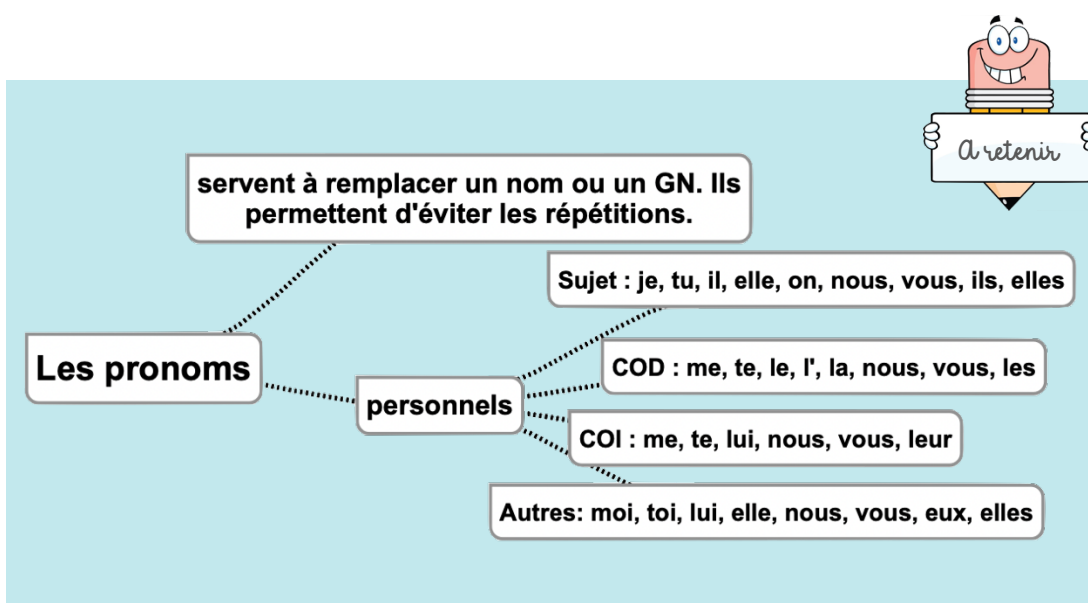 A retenir
servent à remplacer un nom ou un GN. Ils
permettent d'éviter les répétitions.
Sujet : je, tu, il, elle, on, nous, vous, ils, elles
Les pronoms
COD : me, te, le, l', la, nous, vous, les
personnels
COI : me, te, lui, nous, vous, leur
Autres: moi, toi, lui, elle, nous, vous, eux, elles